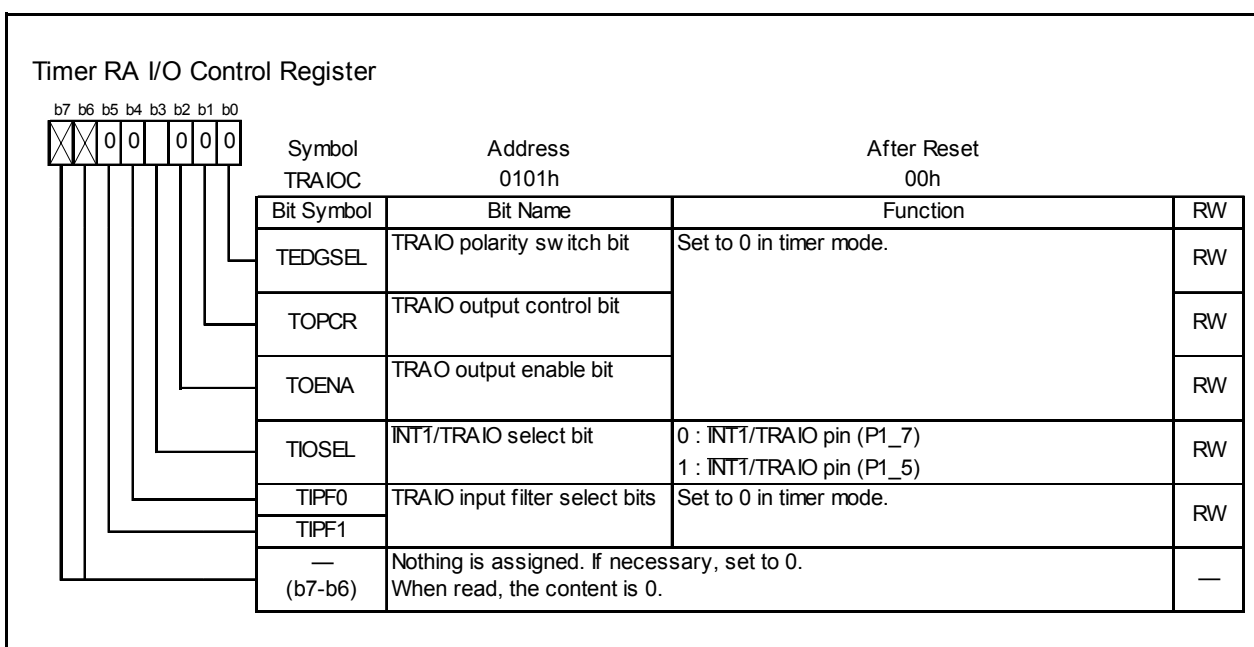 Timer RA I/O Control Register
b7 b6 b5 b4 b3 b2 b1 b0
0 0 0 0 0
Symbol Address After Reset
TRAIOC 0101h 00h
Bit Symbol Bit Name Function RW
TEDGSEL TRAIO polarity switch bit Set to 0 in timer mode. RW
TOPCR TRAIO output control bit RW
TOENA TRAO output enable bit RW
TIOSEL INT1/TRAIO select bit 0 : INT1/TRAIO pin (P1_7) RW
1 : INT1/TRAIO pin (P1_5)
TIPF0 TRAIO input filter select bits Set to 0 in timer mode. RW
TIPF1
— Nothing is assigned. If necessary, set to 0. —
(b7-b6) When read, the content is 0.